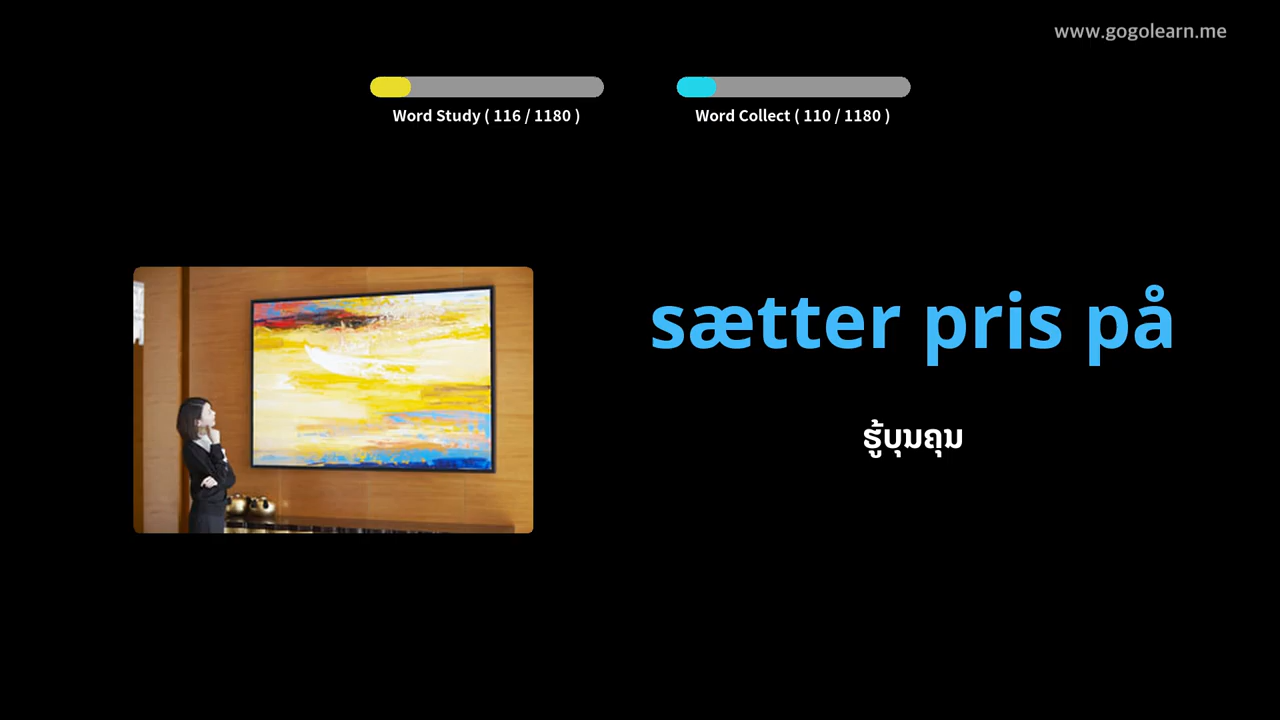 www.gogolearn.me
Word Study ( 116 / 1180 )
Word Collect ( 110 / 1180 )
sætter pris på
ຮູ້ບຸນຄຸນ